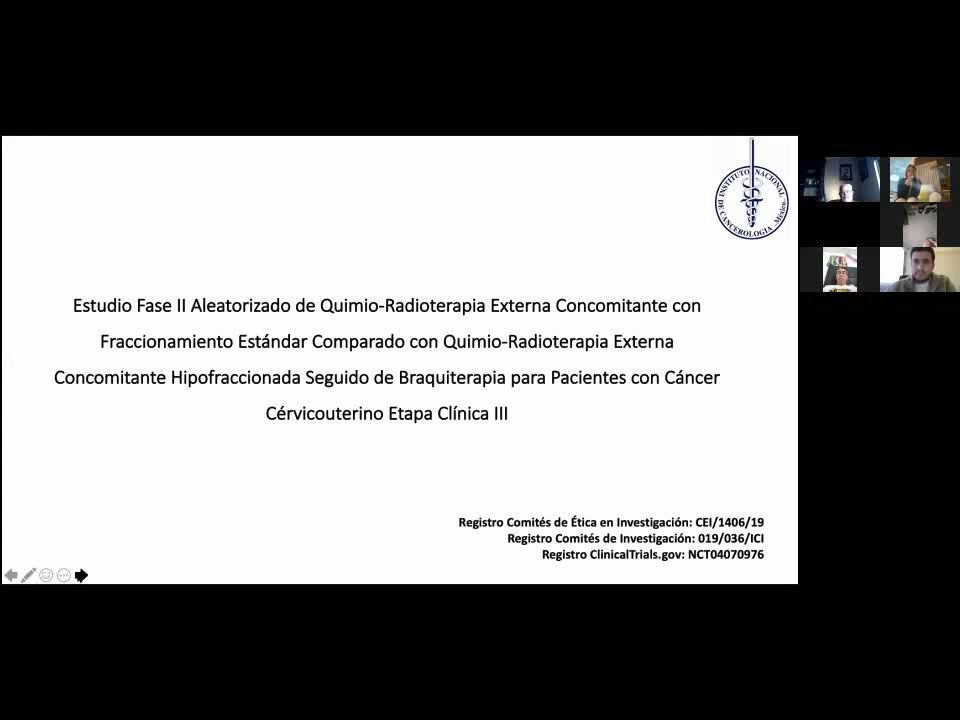 INSTITUTO NACIONAL
DE CANCEROLOGIA -México-
Estudio Fase II Aleatorizado de Quimio-Radioterapia Externa Concomitante con
Fraccionamiento Estándar Comparado con Quimio-Radioterapia Externa
Concomitante Hipofraccionada Seguido de Braquiterapia para Pacientes con Cáncer
Cérvicouterino Etapa Clínica III
Registro Comités de Ética en Investigación: CEI/1406/19
Registro Comités de Investigación: 019/036/ICI
Registro ClinicalTrials.gov: NCT04070976